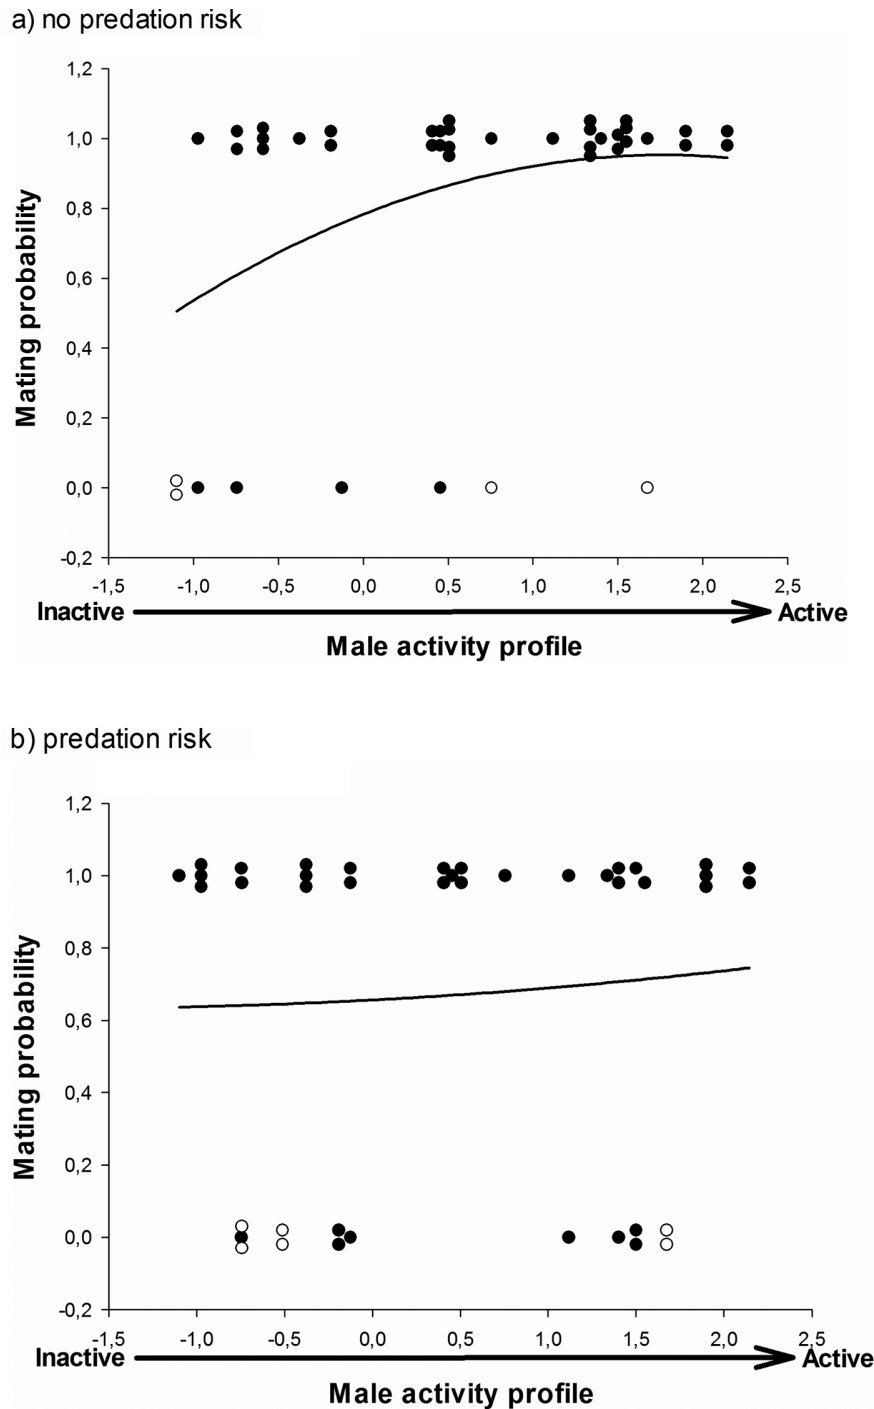 a) no predation risk
1,2
1,0
0,8
0,6
0,4
0,2
0,0
-0,2
Mating probability
-1,5 -1,0 -0,5 0,0 0,5 1,0 1,5 2,0 2,5
Inactive Active
Male activity profile
b) predation risk
1,2
1,0
0,8
0,6
0,4
0,2
0,0
-0,2
Mating probability
-1,5 -1,0 -0,5 0,0 0,5 1,0 1,5 2,0 2,5
Inactive Active
Male activity profile